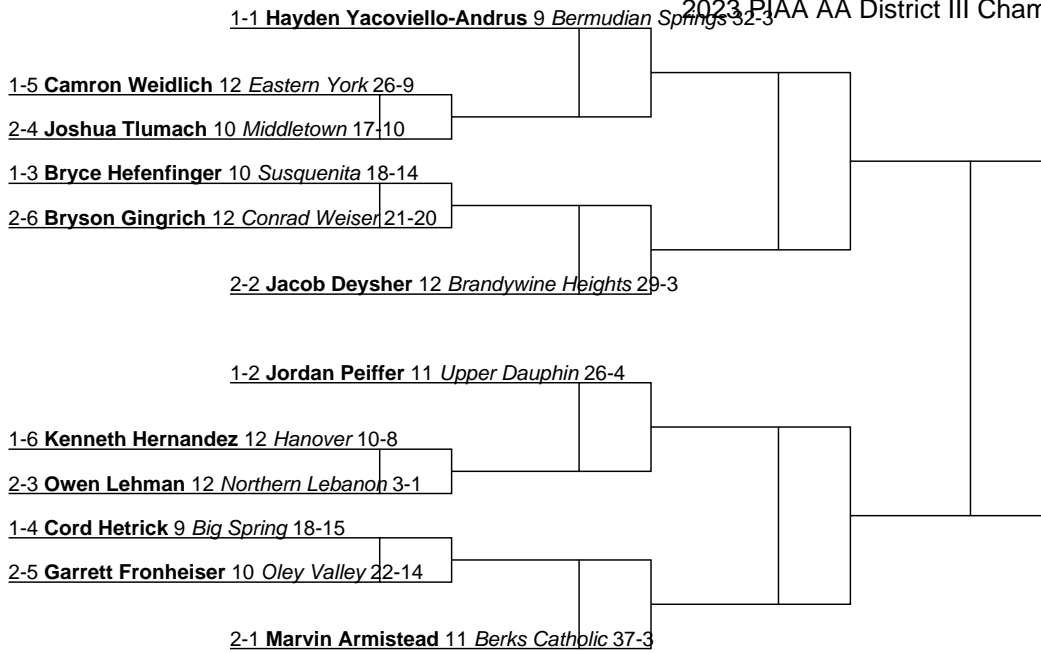 2023 PIAA AA District III Cham
1-1 Hayden Yacoviello-Andrus 9 Bermudian Springs 32-3
1-5 Camron Weidlich 12 Eastern York 26-9
2-4 Joshua Tlumach 10 Middletown 17-10
1-3 Bryce Hefenfinger 10 Susquenita 18-14
2-6 Bryson Gingrich 12 Conrad Weiser 21-20
2-2 Jacob Deysher 12 Brandywine Heights 29-3
1-2 Jordan Peiffer 11 Upper Dauphin 26-4
1-6 Kenneth Hernandez 12 Hanover 10-8
2-3 Owen Lehman 12 Northern Lebanon 3-1
1-4 Cord Hetrick 9 Big Spring 18-15
2-5 Garrett Fronheiser 10 Oley Valley 22-14
2-1 Marvin Armistead 11 Berks Catholic 37-3